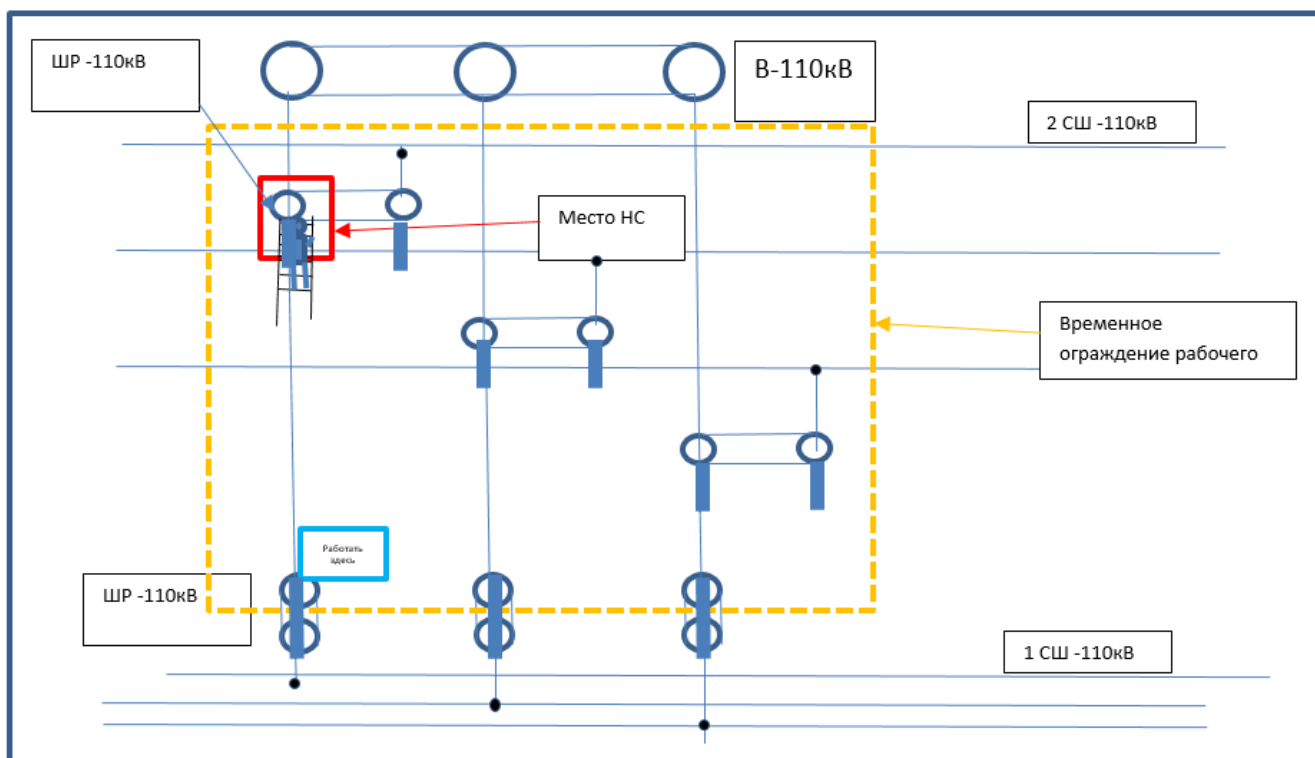 ШР -110кВ
В-110кВ
2 СШ -110кВ
Место НС
Временное
ограждение рабочего
Работать
здесь
ШР -110кВ
1 СШ -110кВ